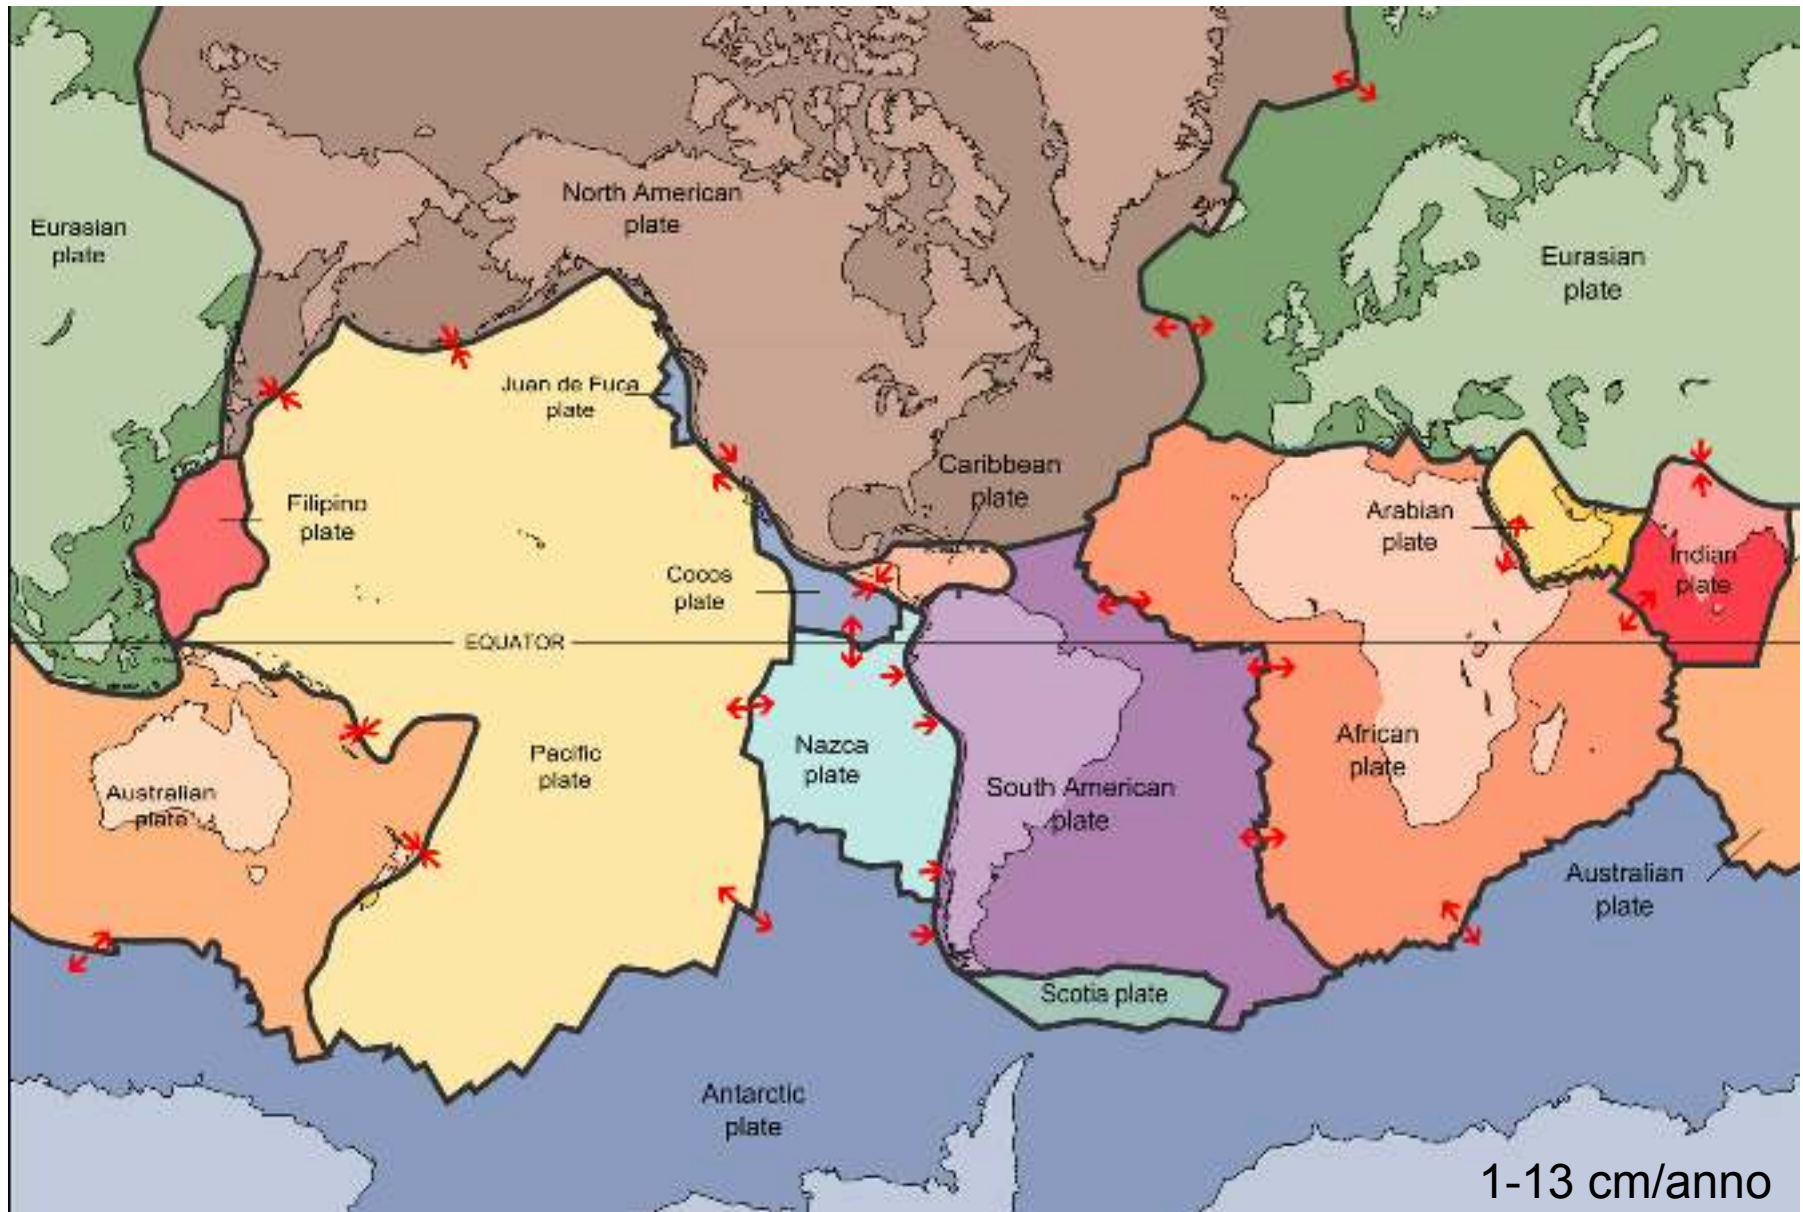 North American
plate
Eurasian
plate
Eurasian
plate
Juan de Fuca
plate
Caribbean
plate
Filipino
plate
Arabian
plate
Indian
plate
Cocos
plate
EQUATOR
Pacific
plate
Nazca
plate
African
plate
South American
plate
Australian
plate
Australian
plate
Scotia plate
Antarctic
plate
1-13 cm/anno